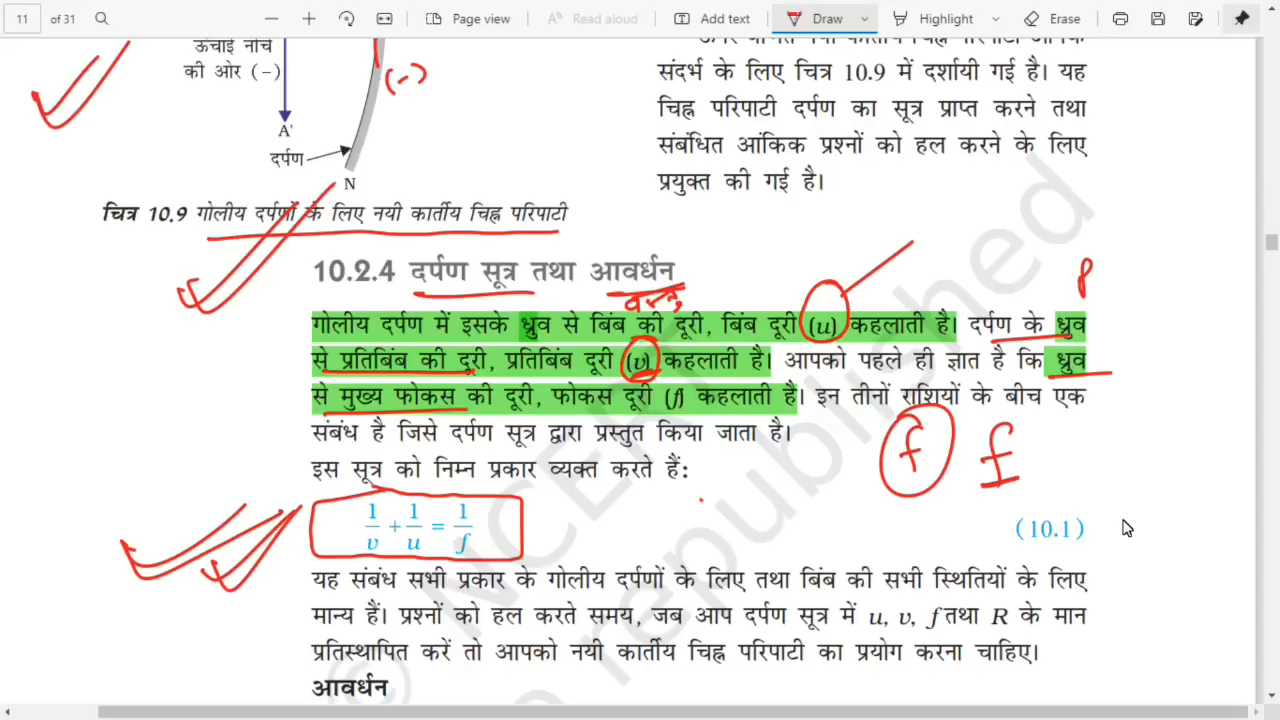 11 of 31
Page view
Read aloud
Add text
Draw
Highlight
Erase
ऊंचाई नीचे
की ओर (–)
(-)
A'
दर्पण
N
संदर्भ के लिए चित्र 10.9 में दर्शायी गई है। यह
चिह्न परिपाटी दर्पण का सूत्र प्राप्त करने तथा
संबंधित आंकिक प्रश्नों को हल करने के लिए
प्रयुक्त की गई है।
चित्र 10.9 गोलीय दर्पणों के लिए नयी कार्तीय चिह्न परिपाटी
10.2.4 दर्पण सूत्र तथा आवर्धन
P
गोलीय दर्पण में इसके ध्रुव से बिंब की दूरी, बिंब दूरी (u) कहलाती है। दर्पण के ध्रुव
से प्रतिबिंब की दूरी, प्रतिबिंब दूरी (v) कहलाती है। आपको पहले ही ज्ञात है कि ध्रुव
से मुख्य फोकस की दूरी, फोकस दूरी (f) कहलाती है। इन तीनों राशियों के बीच एक
संबंध है जिसे दर्पण सूत्र द्वारा प्रस्तुत किया जाता है।
f f
इस सूत्र को निम्न प्रकार व्यक्त करते हैं:
1/v + 1/u = 1/f (10.1)
यह संबंध सभी प्रकार के गोलीय दर्पणों के लिए तथा बिंब की सभी स्थितियों के लिए
मान्य हैं। प्रश्नों को हल करते समय, जब आप दर्पण सूत्र में u, v, f तथा R के मान
प्रतिस्थापित करें तो आपको नयी कार्तीय चिह्न परिपाटी का प्रयोग करना चाहिए।
आवर्धन
© NCERT
republished